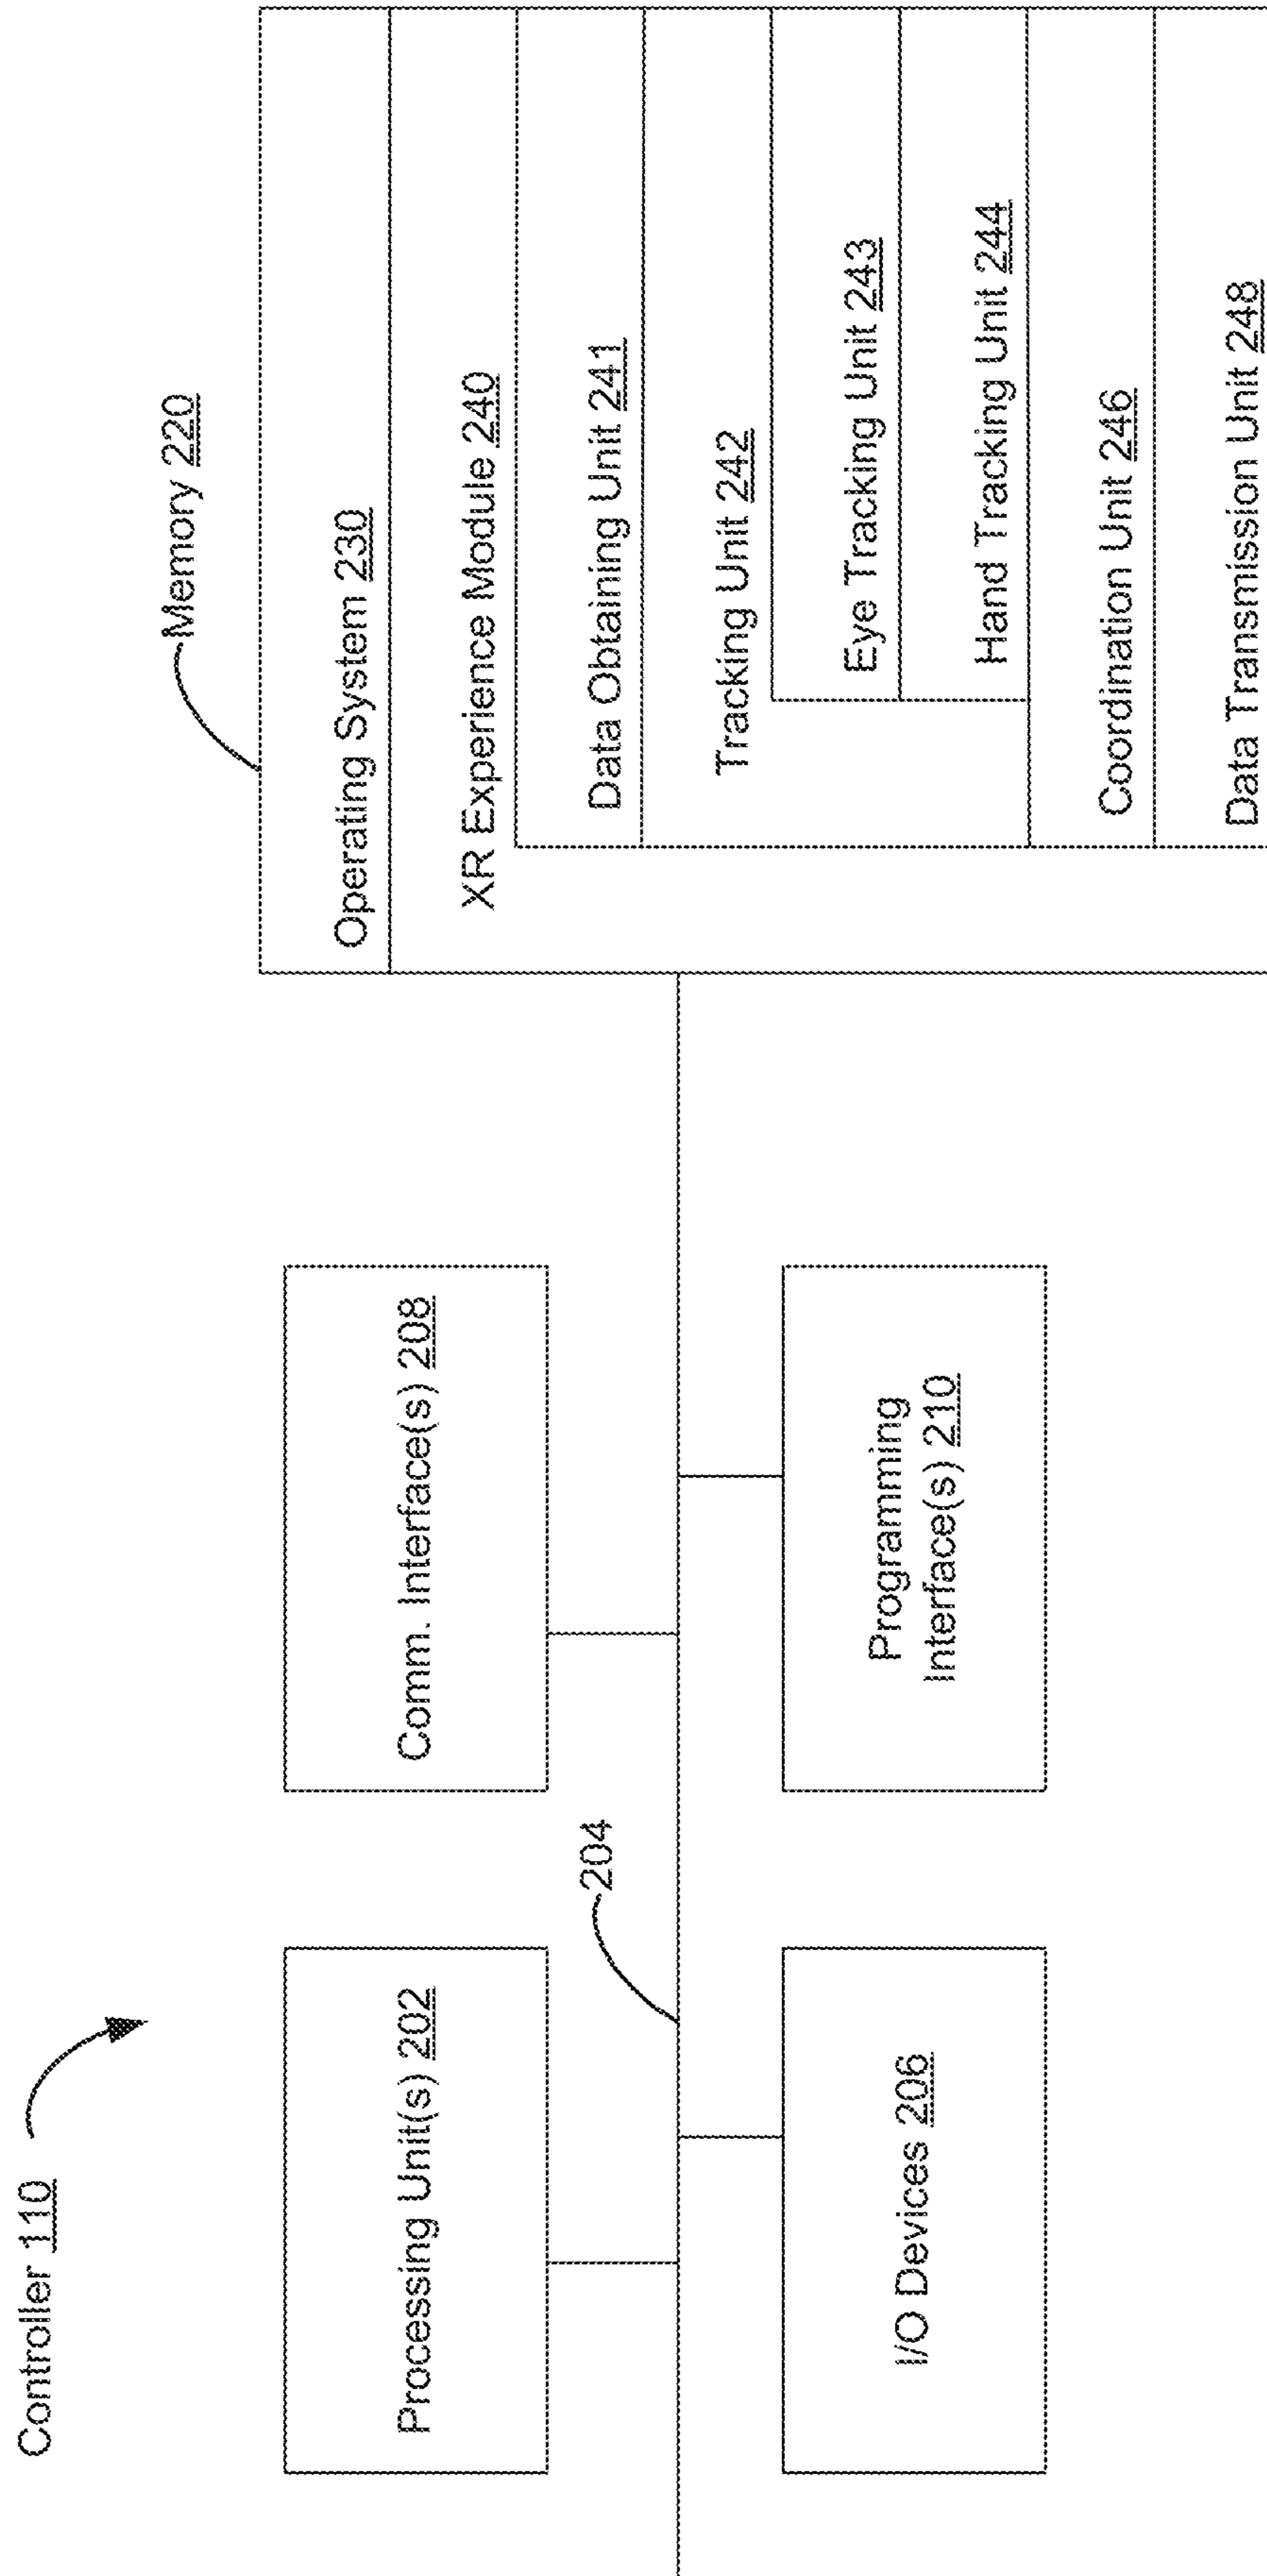 Controller 110
Memory 220
Processing Unit(s) 202
Comm. Interface(s) 208
204
I/O Devices 206
Programming
Interface(s) 210
Operating System 230
XR Experience Module 240
Data Obtaining Unit 241
Tracking Unit 242
Eye Tracking Unit 243
Hand Tracking Unit 244
Coordination Unit 246
Data Transmission Unit 248